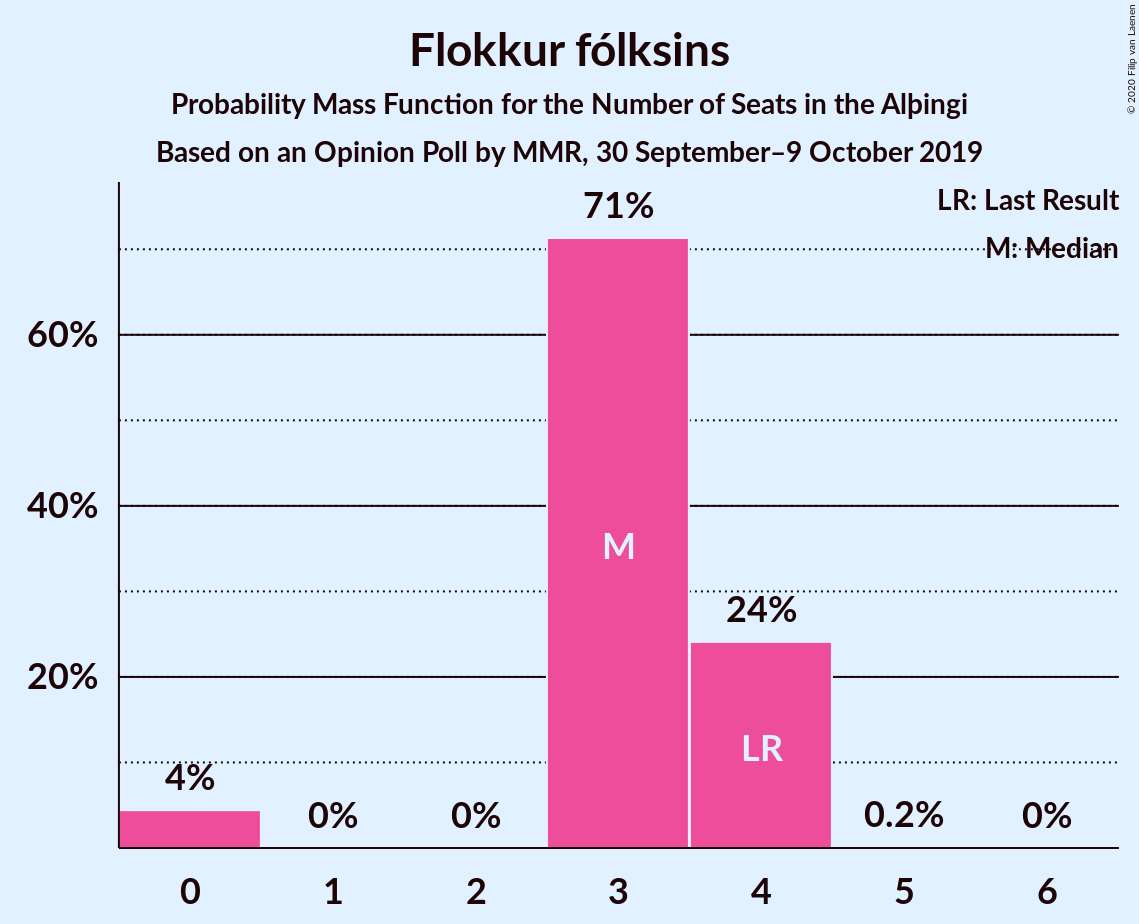 Flokkur fólksins
Probability Mass Function for the Number of Seats in the Alþingi
Based on an Opinion Poll by MMR, 30 September–9 October 2019
© 2020 Filip van Laenen
LR: Last Result
M: Median
71%
60%
40%
M
24%
20%
LR
4%
0%
0%
0.2%
0%
0
1
2
3
4
5
6